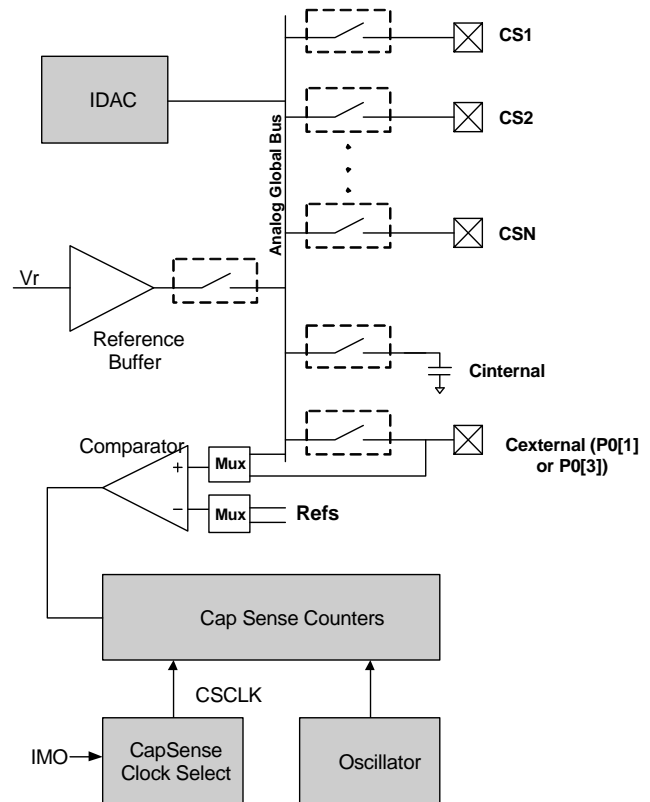 CS1
IDAC
CS2
Analog Global Bus
CSN
Vr
Reference
Buffer
Cinternal
Comparator
+
Mux
Cexternal (P0[1]
or P0[3])
−
Mux
Refs
Cap Sense Counters
CSCLK
IMO
CapSense
Clock Select
Oscillator